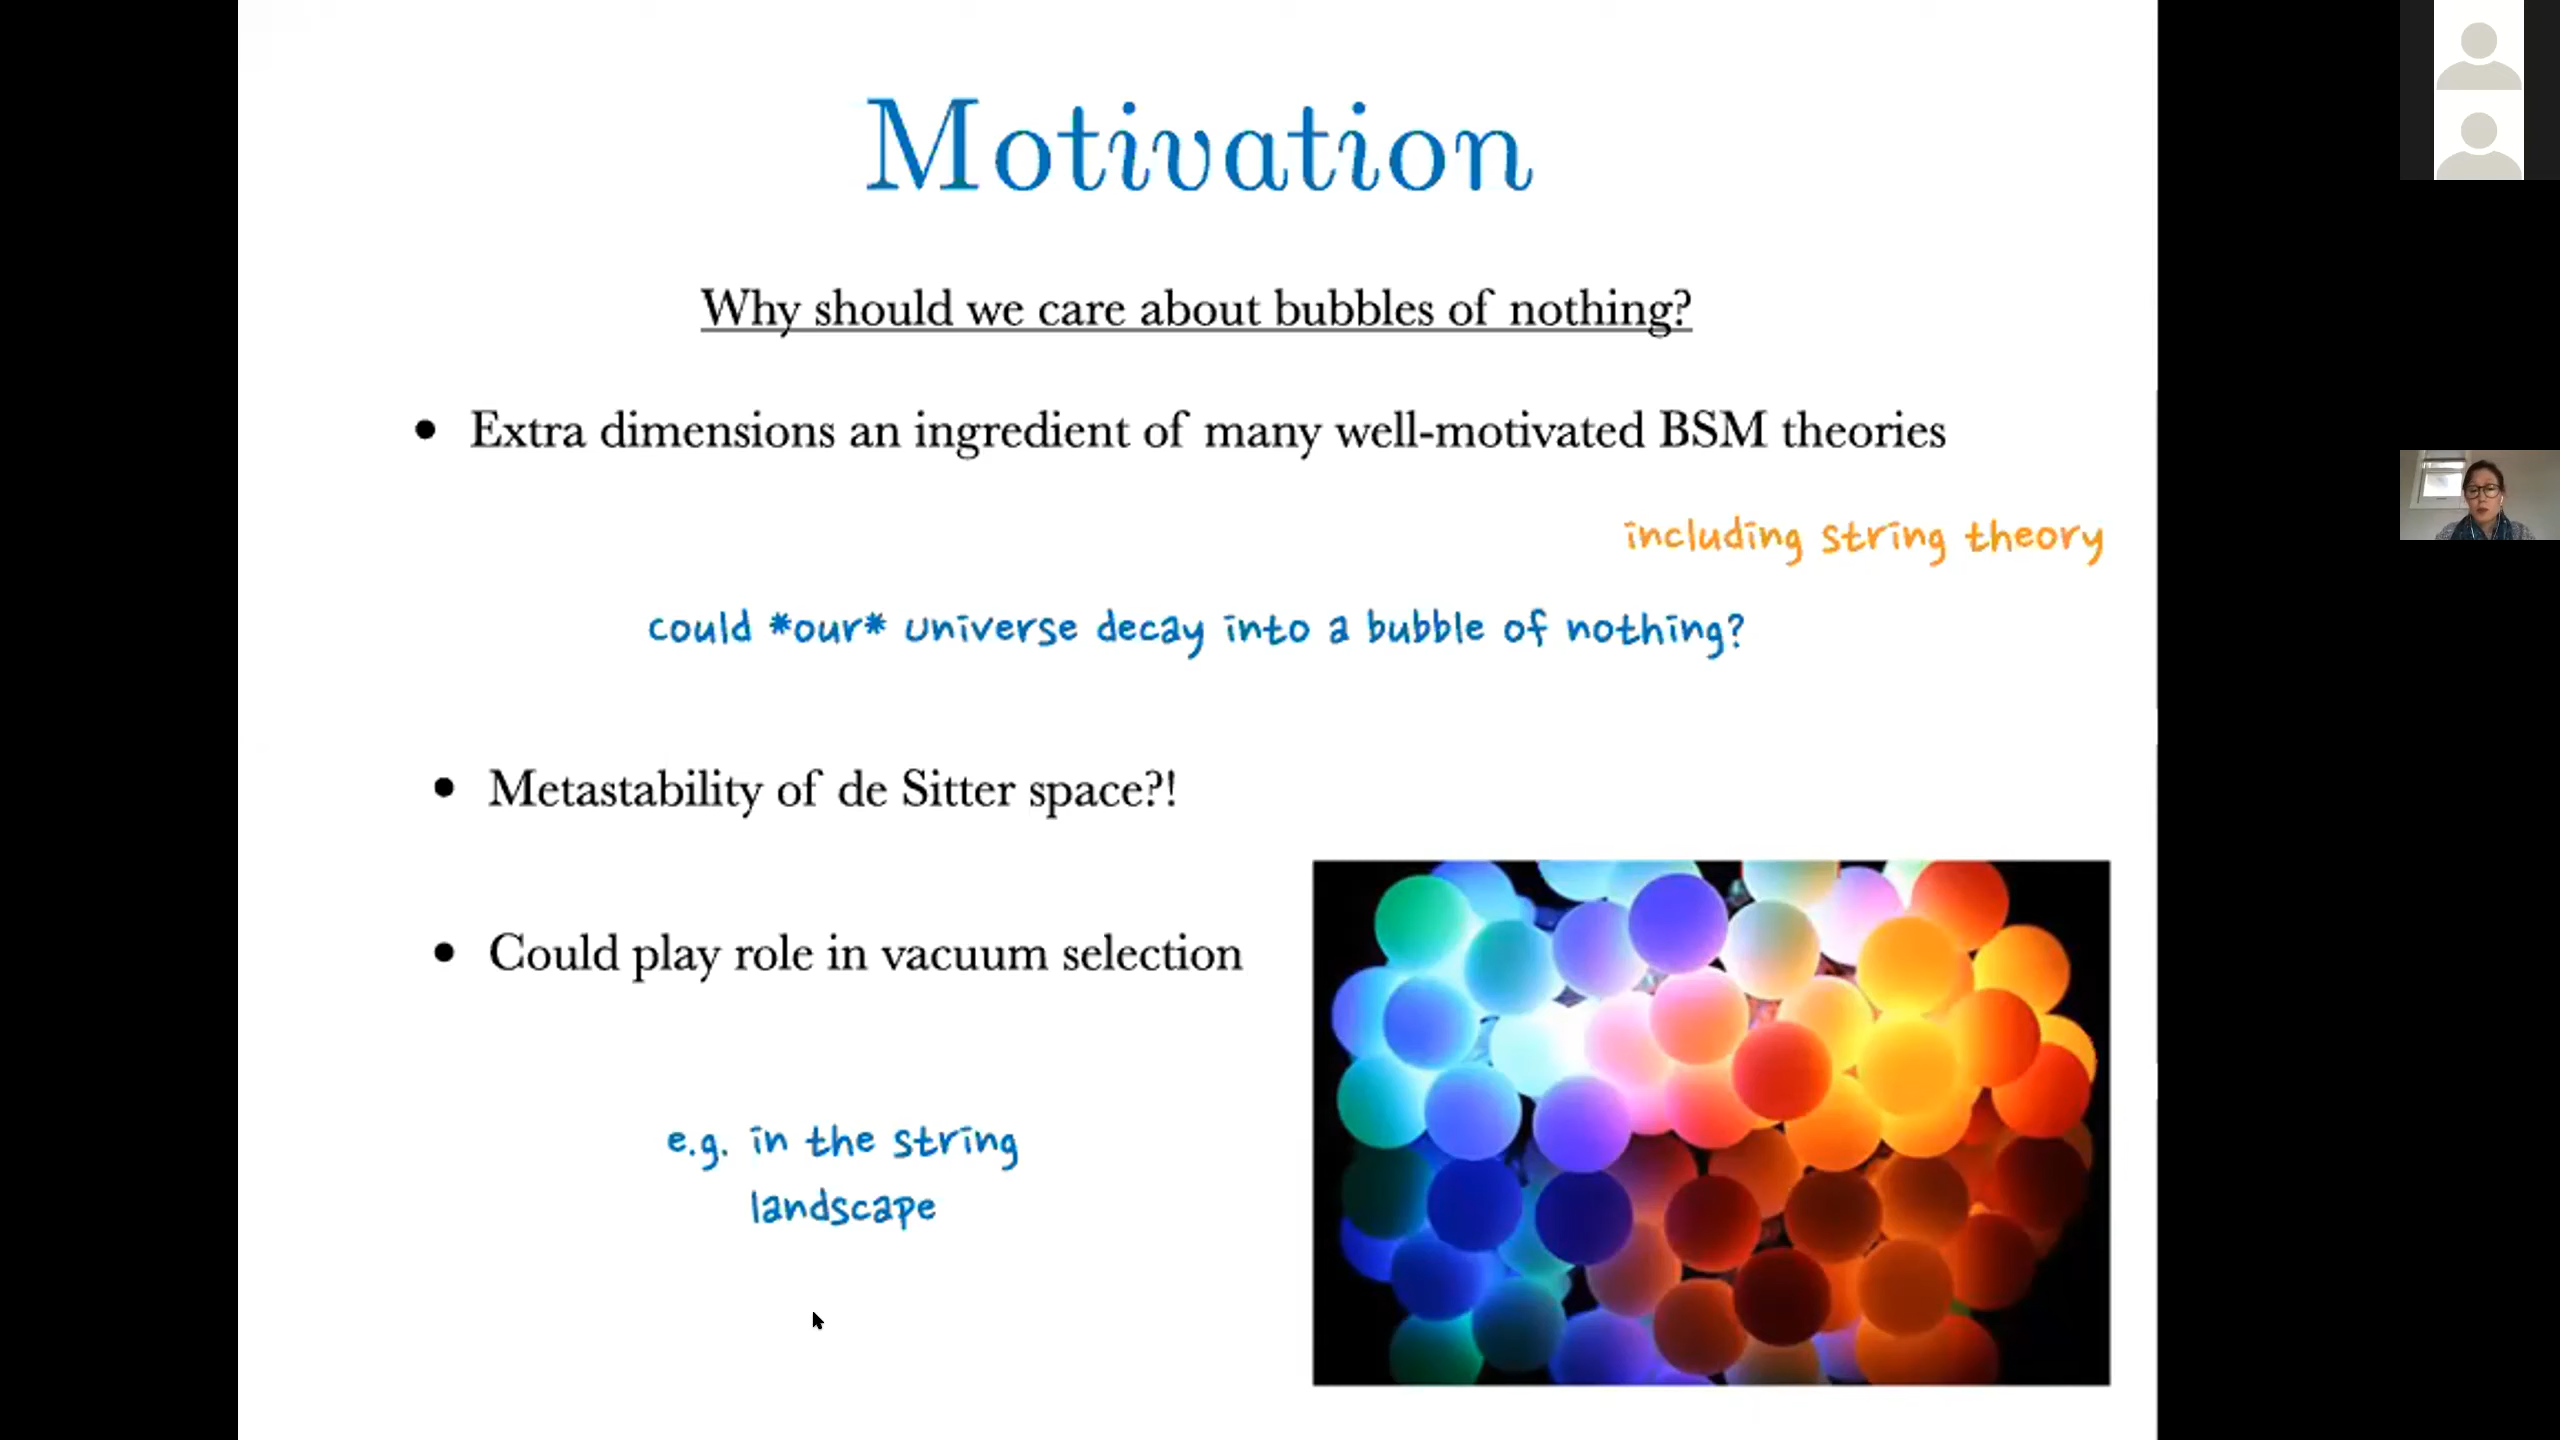 Motivation
Why should we care about bubbles of nothing?
• Extra dimensions an ingredient of many well-motivated BSM theories
including string theory
could *our* universe decay into a bubble of nothing?
• Metastability of de Sitter space?!
• Could play role in vacuum selection
e.g. in the string
landscape